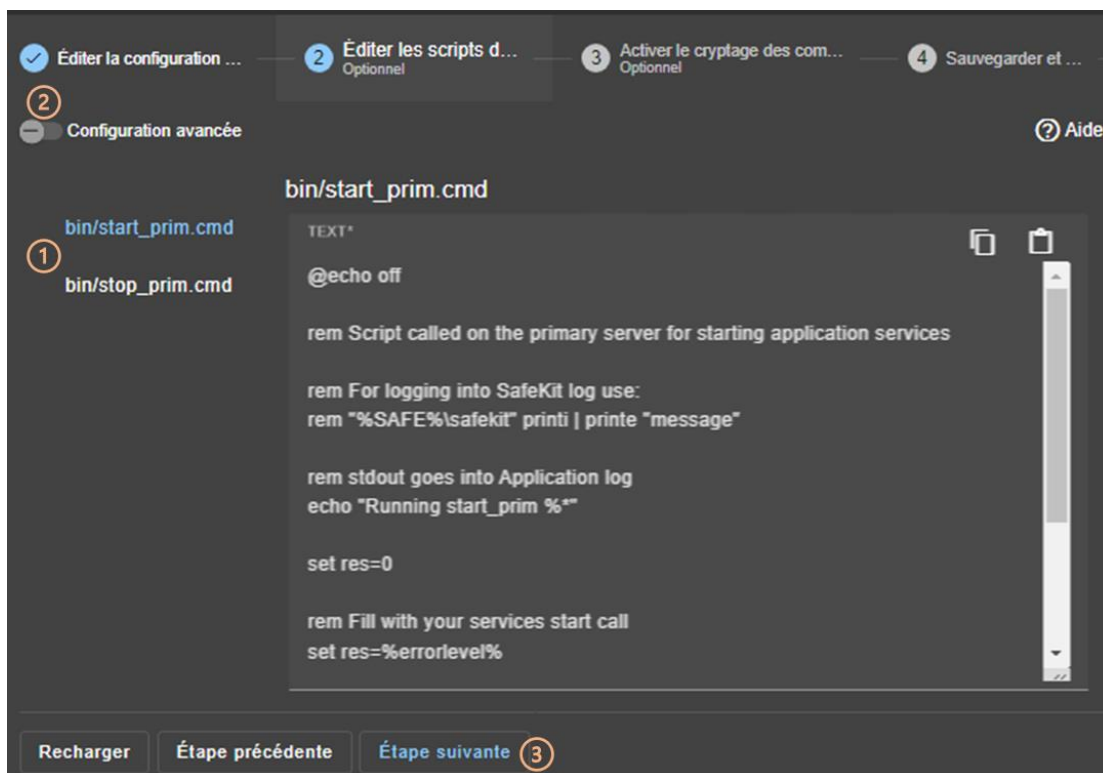 Éditer la configuration ...
2
Éditer les scripts d...
Optionnel
3
Activer le cryptage des com...
Optionnel
4
Sauvegarder et ...
②
Configuration avancée
? Aide
bin/start_prim.cmd
bin/start_prim.cmd
①
bin/stop_prim.cmd
TEXT*
@echo off
rem Script called on the primary server for starting application services
rem For logging into SafeKit log use:
rem "%SAFE%\safekit" printi | printe "message"
rem stdout goes into Application log
echo "Running start_prim %*"
set res=0
rem Fill with your services start call
set res=%errorlevel%
Recharger
Étape précédente
Étape suivante
③